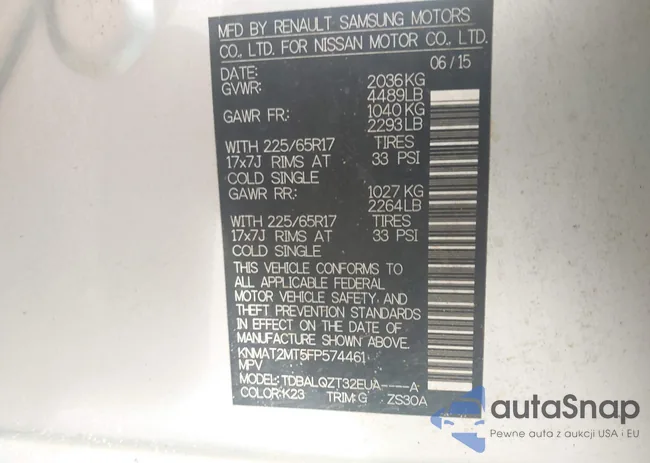 MFD BY RENAULT SAMSUNG MOTORS
CO., LTD. FOR NISSAN MOTOR CO., LTD.
DATE: 06/15
GVWR: 2036KG
4489LB
GAWR FR: 1040KG
2293LB
WITH 225/65R17 TIRES
17x7J RIMS AT 33 PSI
COLD SINGLE
GAWR RR: 1027 KG
2264LB
WITH 225/65R17 TIRES
17x7J RIMS AT 33 PSI
COLD SINGLE
THIS VEHICLE CONFORMS TO
ALL APPLICABLE FEDERAL
MOTOR VEHICLE SAFETY, AND
THEFT PREVENTION STANDARDS
IN EFFECT ON THE DATE OF
MANUFACTURE SHOWN ABOVE.
KNMAT2MT5FP574461
MPV
MODEL: TDBALQZT32EUA----A
COLOR:K23 TRIM:G ZS30A
autaSnap
Pewne auta z aukcji USA i EU